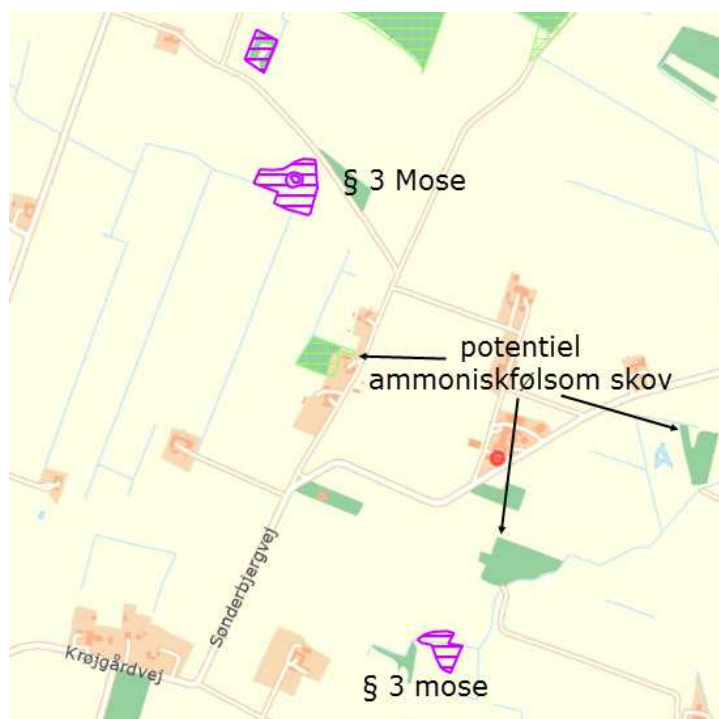 § 3 Mose
potentiel
ammoniskfølsom skov
Sønderbjergvej
Krøjgårdvej
§ 3 mose